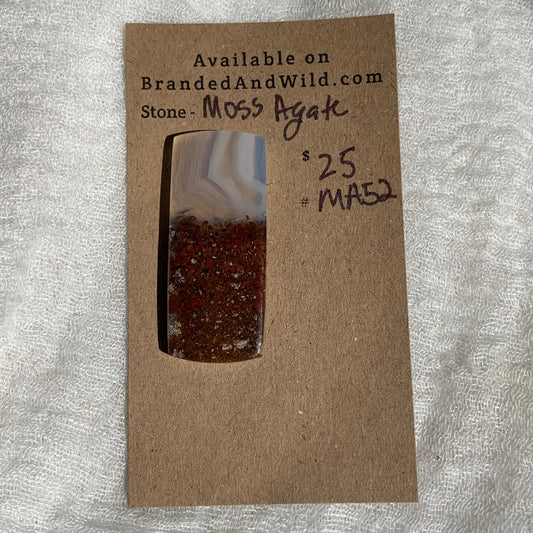 Available on
BrandedAndWild.com
Stone - Moss Agate
$ 25
# MA52